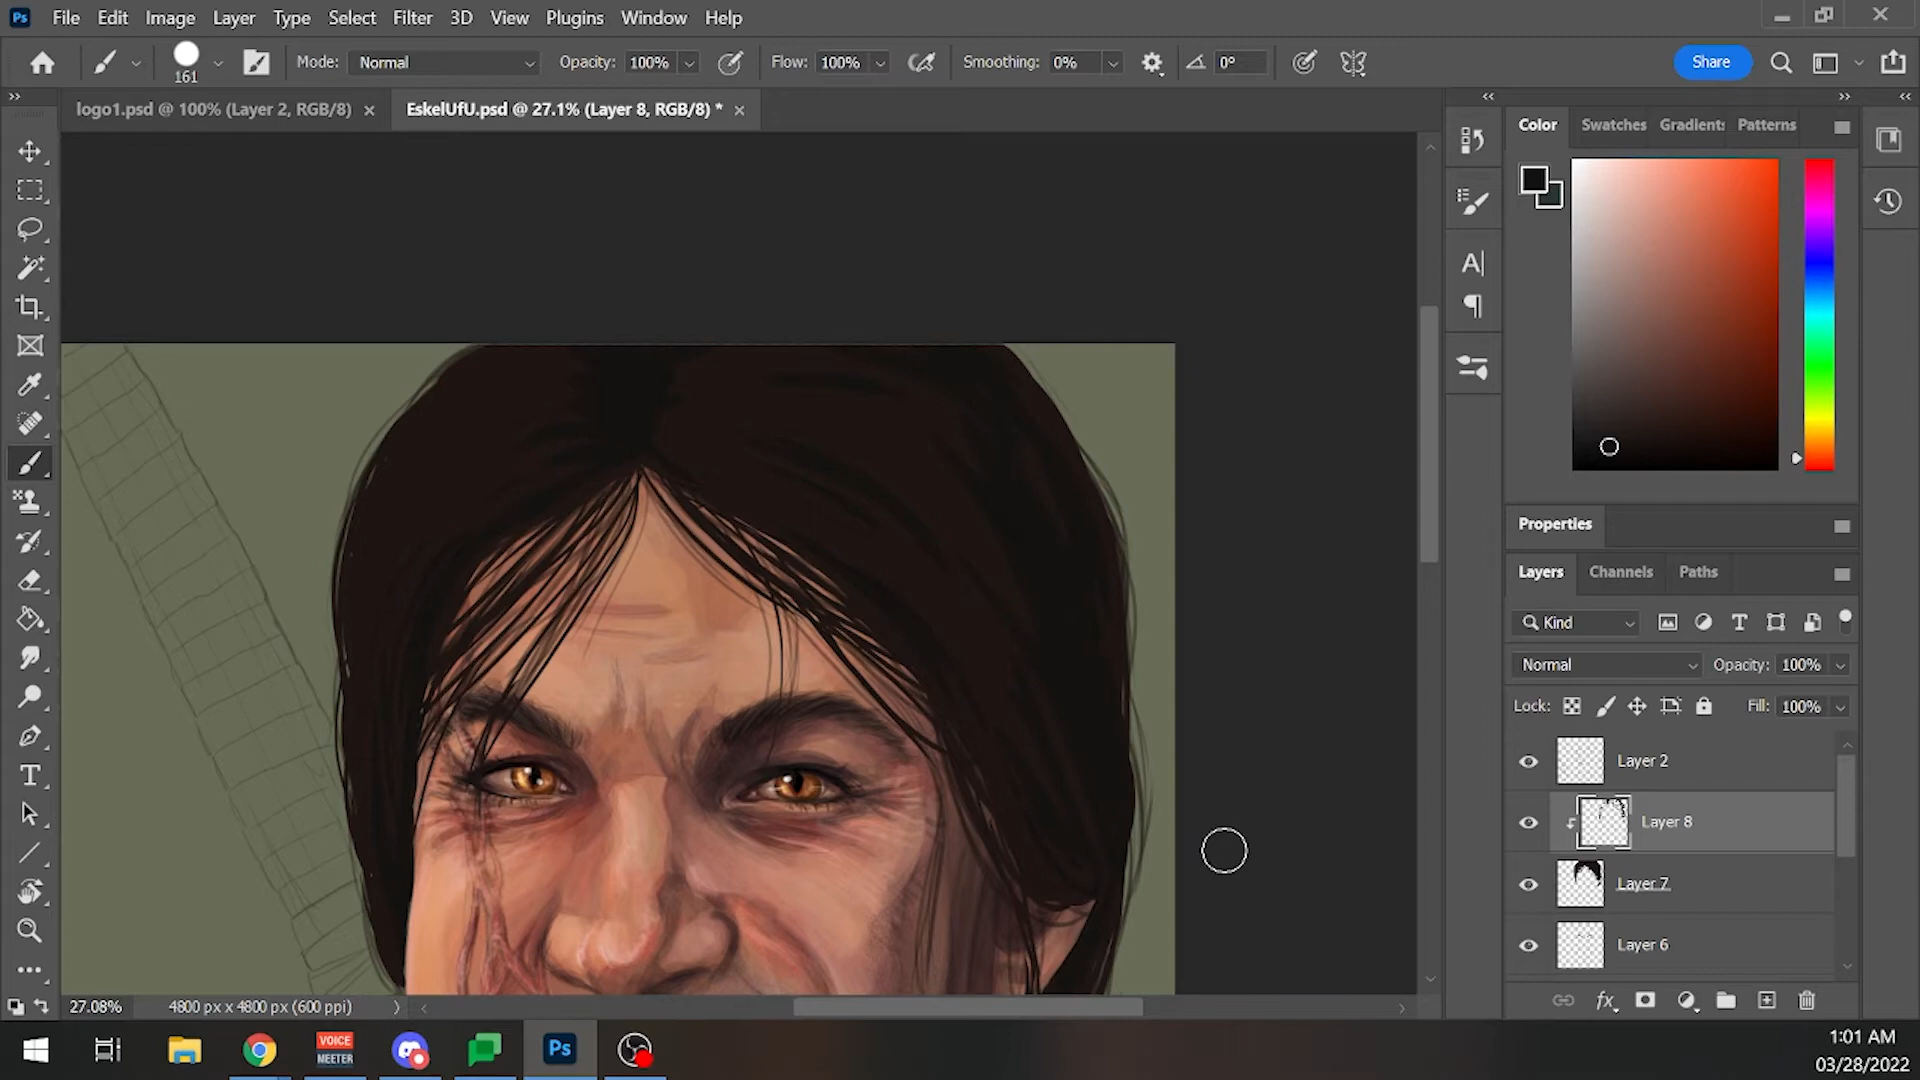 Ps File Edit Image Layer Type Select Filter 3D View Plugins Window Help
161 Mode: Normal Opacity: 100% Flow: 100% Smoothing: 0% 0° Share
logo1.psd @ 100% (Layer 2, RGB/8) × EskelUfU.psd @ 27.1% (Layer 8, RGB/8) * ×
Color Swatches Gradients Patterns
Properties
Layers Channels Paths
Kind
Normal Opacity: 100%
Lock: Fill: 100%
Layer 2
Layer 8
Layer 7
Layer 6
27.08% 4800 px x 4800 px (600 ppi)
fx
VOICE
MEETER
Ps
1:01 AM
03/28/2022